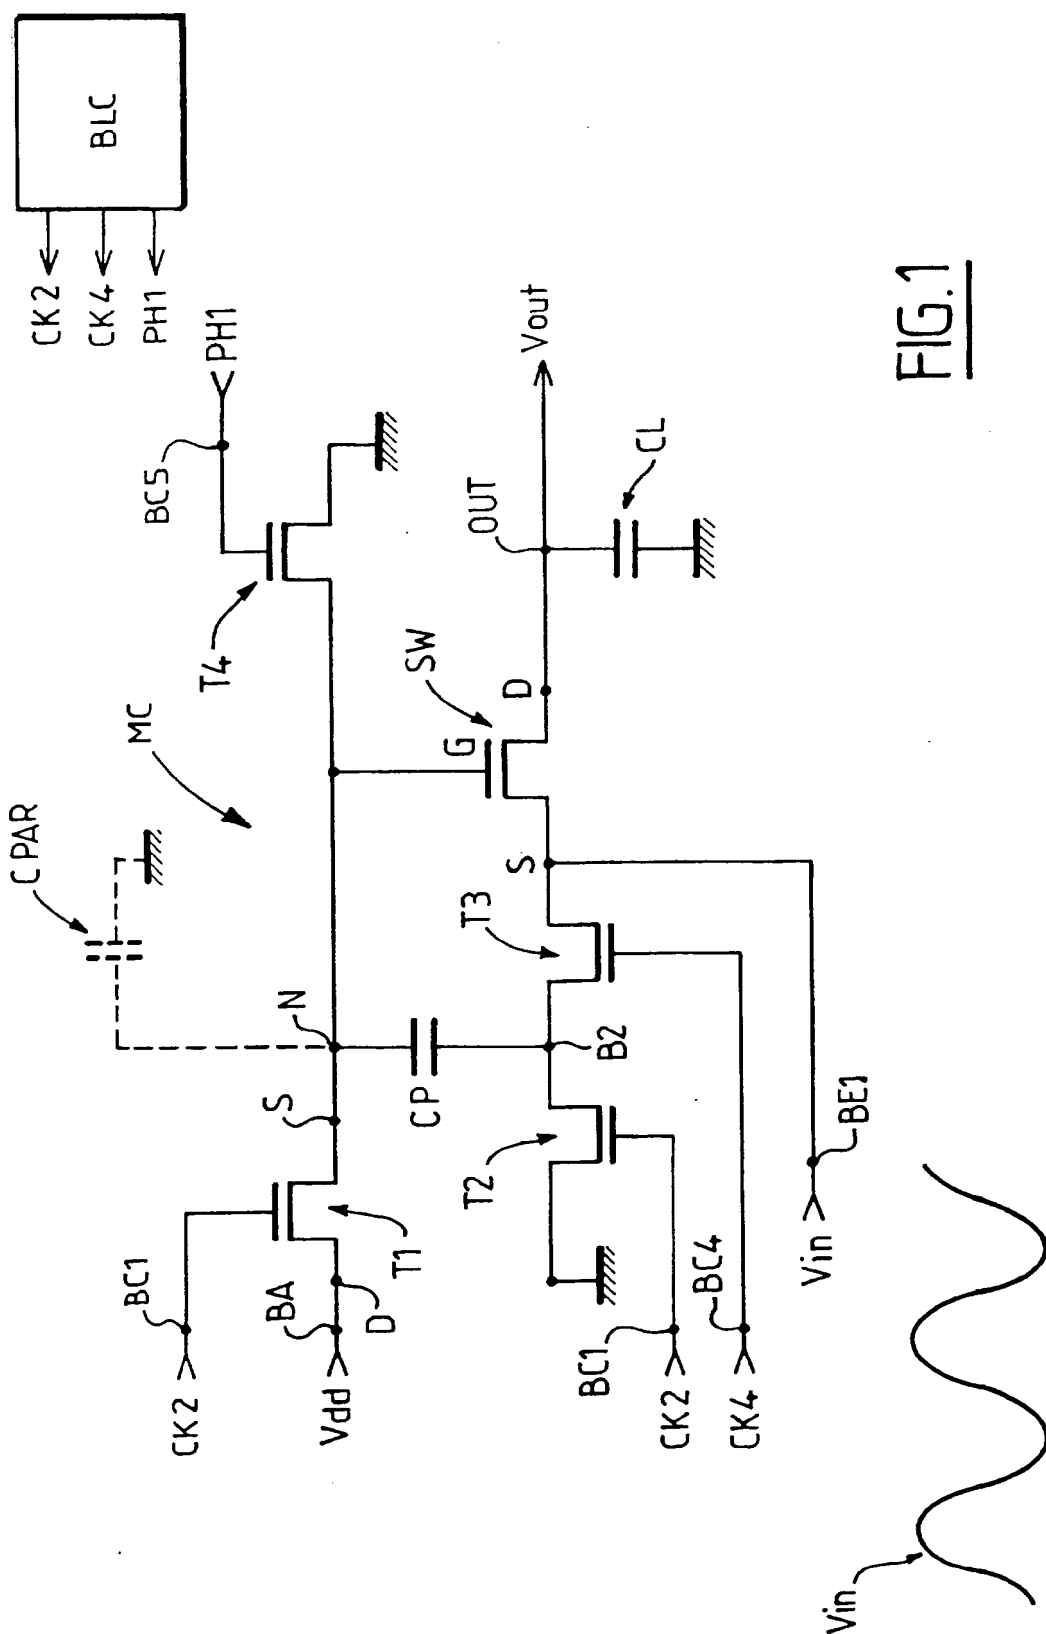 CK2
BC1
Vdd
BA
D
T1
S
N
CPAR
MC
T4
BC5
PH1
CK2
CK4
PH1
BLC
CP
B2
T2
T3
S
G
SW
D
OUT
CL
Vout
BC1
CK2
BC4
CK4
Vin
BE1
Vin
FIG.1